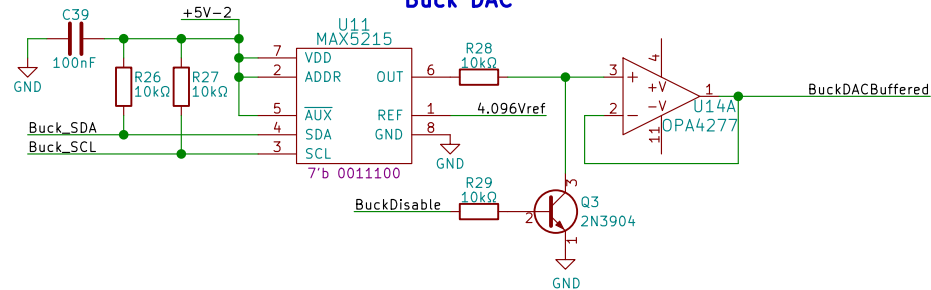 Buck DAC
+5V-2
C39
100nF
GND
R26
10kΩ
R27
10kΩ
U11
MAX5215
7
VDD
2
ADDR
5
AUX
4
SDA
3
SCL
OUT
6
REF
1
GND
8
7'b 0011100
Buck_SDA
Buck_SCL
4.096Vref
GND
R28
10kΩ
3
+
2
−
4
+V
-V
11
1
U14A
OPA4277
BuckDACBuffered
BuckDisable
R29
10kΩ
2
3
1
Q3
2N3904
GND